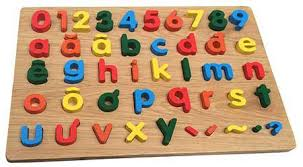 0 1 2 3 4 5 6 7 8 9
a ă â b c d đ e
ê g h i k l m n
o ô ơ p q r s t
u ư v x y